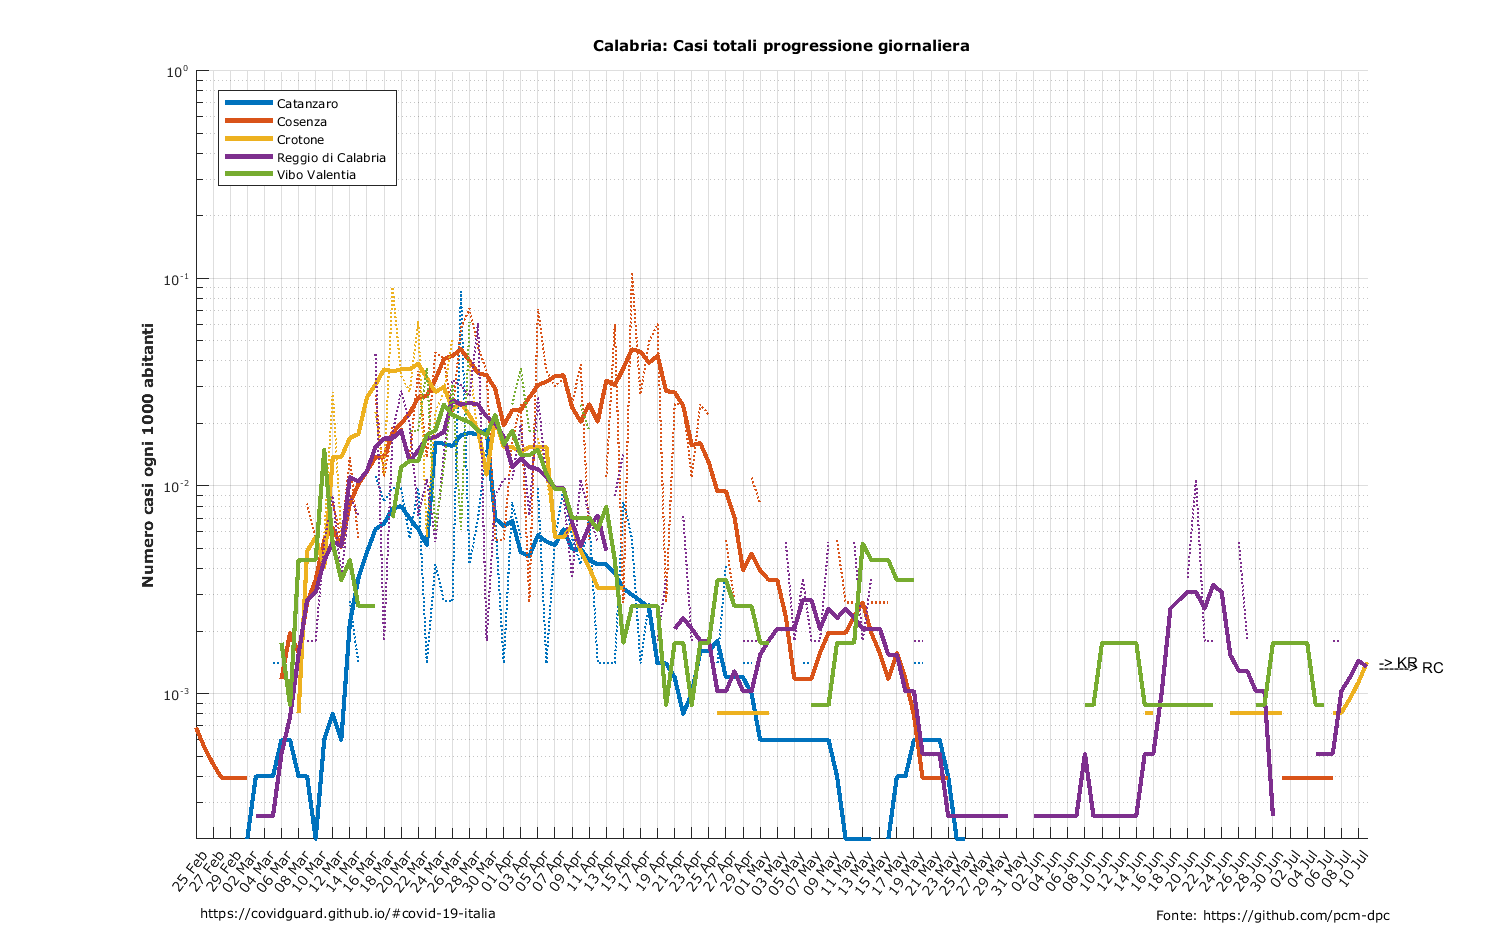 Calabria: Casi totali progressione giornaliera
10^0
10^-1
10^-2
10^-3
Numero casi ogni 1000 abitanti
Catanzaro
Cosenza
Crotone
Reggio di Calabria
Vibo Valentia
-> KR
------> RC
25 Feb
27 Feb
29 Feb
02 Mar
04 Mar
06 Mar
08 Mar
10 Mar
12 Mar
14 Mar
16 Mar
18 Mar
20 Mar
22 Mar
24 Mar
26 Mar
28 Mar
30 Mar
01 Apr
03 Apr
05 Apr
07 Apr
09 Apr
11 Apr
13 Apr
15 Apr
17 Apr
19 Apr
21 Apr
23 Apr
25 Apr
27 Apr
29 Apr
01 May
03 May
05 May
07 May
09 May
11 May
13 May
15 May
17 May
19 May
21 May
23 May
25 May
27 May
29 May
31 May
02 Jun
04 Jun
06 Jun
08 Jun
10 Jun
12 Jun
14 Jun
16 Jun
18 Jun
20 Jun
22 Jun
24 Jun
26 Jun
28 Jun
30 Jun
02 Jul
04 Jul
06 Jul
08 Jul
10 Jul
https://covidguard.github.io/#covid-19-italia
Fonte: https://github.com/pcm-dpc